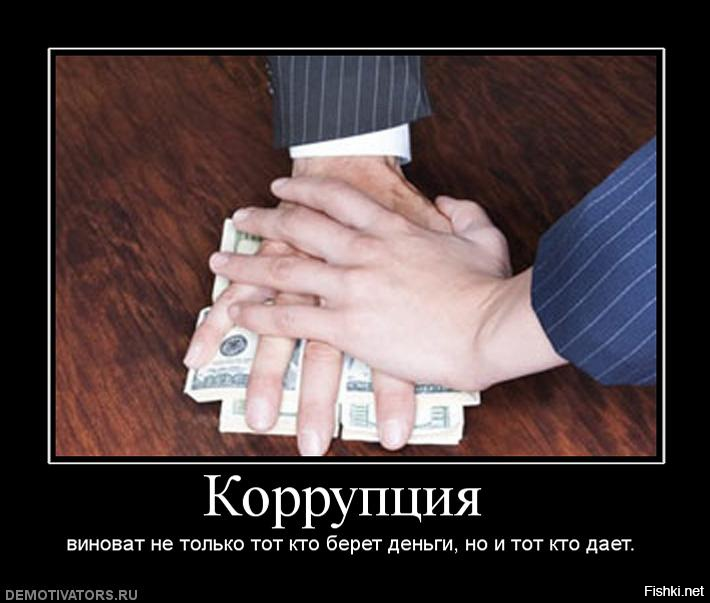 Коррупция
виноват не только тот кто берет деньги, но и тот кто дает.
DEMOTIVATORS.RU
Fishki.net